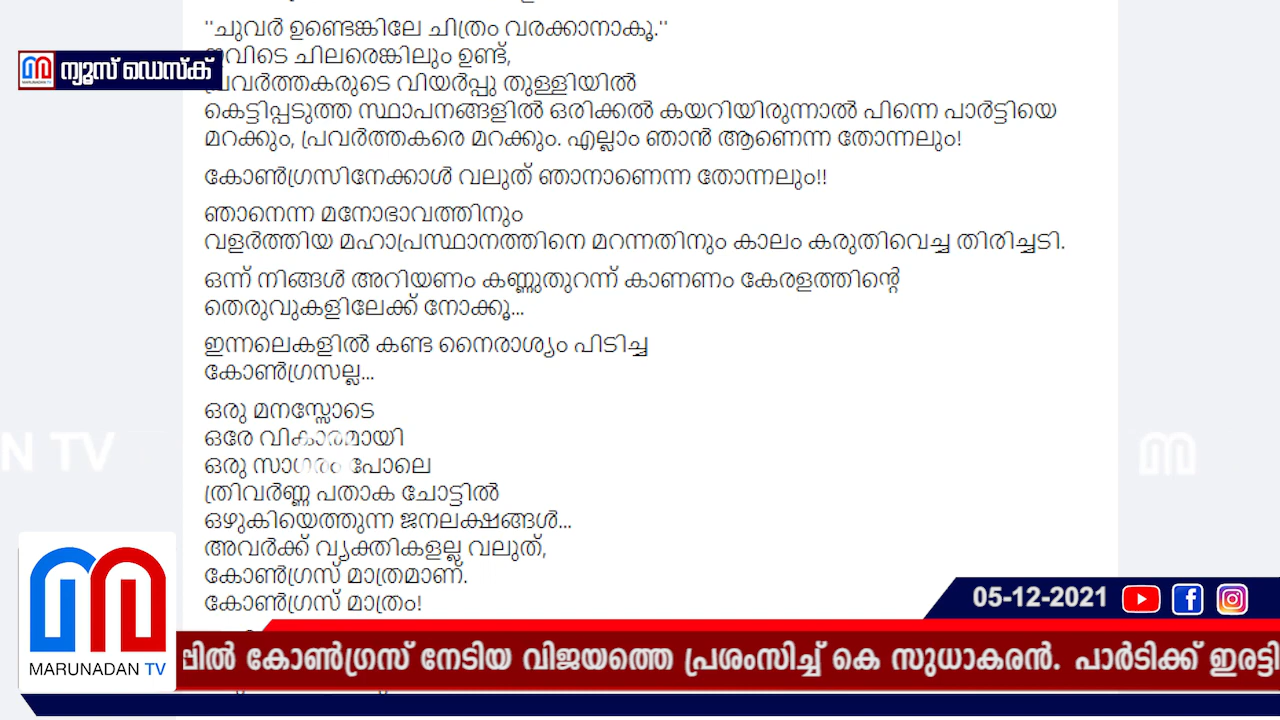 "ചുവർ ഉണ്ടെങ്കിലേ ചിത്രം വരക്കാനാകൂ."
ചിലരെങ്കിലും ഉണ്ട്,
ന്യൂസ് ഡെസ്ക്
MARUNADAN TV
പ്രവർത്തകരുടെ വിയർപ്പു തുള്ളിയിൽ
കെട്ടിപ്പടുത്ത സ്ഥാപനങ്ങളിൽ ഒരിക്കൽ കയറിയിരുന്നാൽ പിന്നെ പാർട്ടിയെ
മറക്കും, പ്രവർത്തകരെ മറക്കും. എല്ലാം ഞാൻ ആണെന്ന തോന്നലും!
കോൺഗ്രസിനേക്കാൾ വലുത് ഞാനാണെന്ന തോന്നലും!!
ഞാനെന്ന മനോഭാവത്തിനും
വളർത്തിയ മഹാപ്രസ്ഥാനത്തിനെ മറന്നതിനും കാലം കരുതിവെച്ച തിരിച്ചടി.
ഒന്ന് നിങ്ങൾ അറിയണം കണ്ണുതുറന്ന് കാണണം കേരളത്തിന്റെ
തെരുവുകളിലേക്ക് നോക്കൂ...
ഇന്നലെകളിൽ കണ്ട നൈരാശ്യം പിടിച്ച
കോൺഗ്രസല്ല...
ഒരു മനസ്സോടെ
ഒരേ വികാരമായി
ഒരു സാഗരം പോലെ
ത്രിവർണ്ണ പതാക ചോട്ടിൽ
ഒഴുകിയെത്തുന്ന ജനലക്ഷങ്ങൾ...
അവർക്ക് വ്യക്തികളല്ല വലുത്,
കോൺഗ്രസ് മാത്രമാണ്.
കോൺഗ്രസ് മാത്രം!
N TV
05-12-2021
കോൺഗ്രസ് നേടിയ വിജയത്തെ പ്രശംസിച്ച് കെ സുധാകരൻ. പാർടിക്ക് ഇരട്ടി
MARUNADAN TV